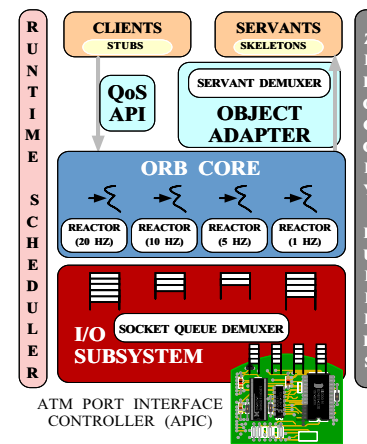 RUNTIME SCHEDULER
CLIENTS
STUBS
SERVANTS
SKELETONS
QoS
API
SERVANT DEMUXER
OBJECT
ADAPTER
ORB CORE
REACTOR
(20 HZ)
REACTOR
(10 HZ)
REACTOR
(5 HZ)
REACTOR
(1 HZ)
SOCKET QUEUE DEMUXER
I/O
SUBSYSTEM
ATM PORT INTERFACE
CONTROLLER (APIC)